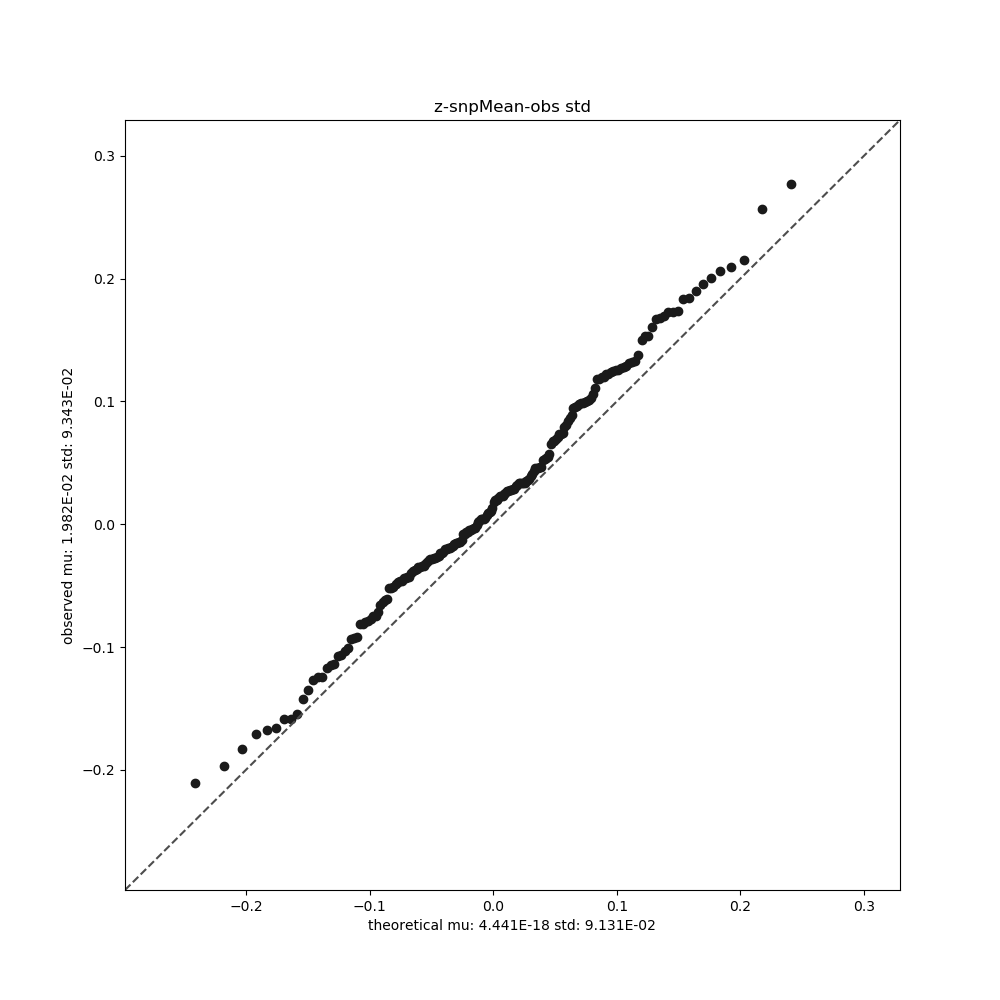 z-snpMean-obs std
0.3
0.2
0.1
0.0
−0.1
−0.2
observed mu: 1.982E-02 std: 9.343E-02
−0.2 −0.1 0.0 0.1 0.2 0.3
theoretical mu: 4.441E-18 std: 9.131E-02